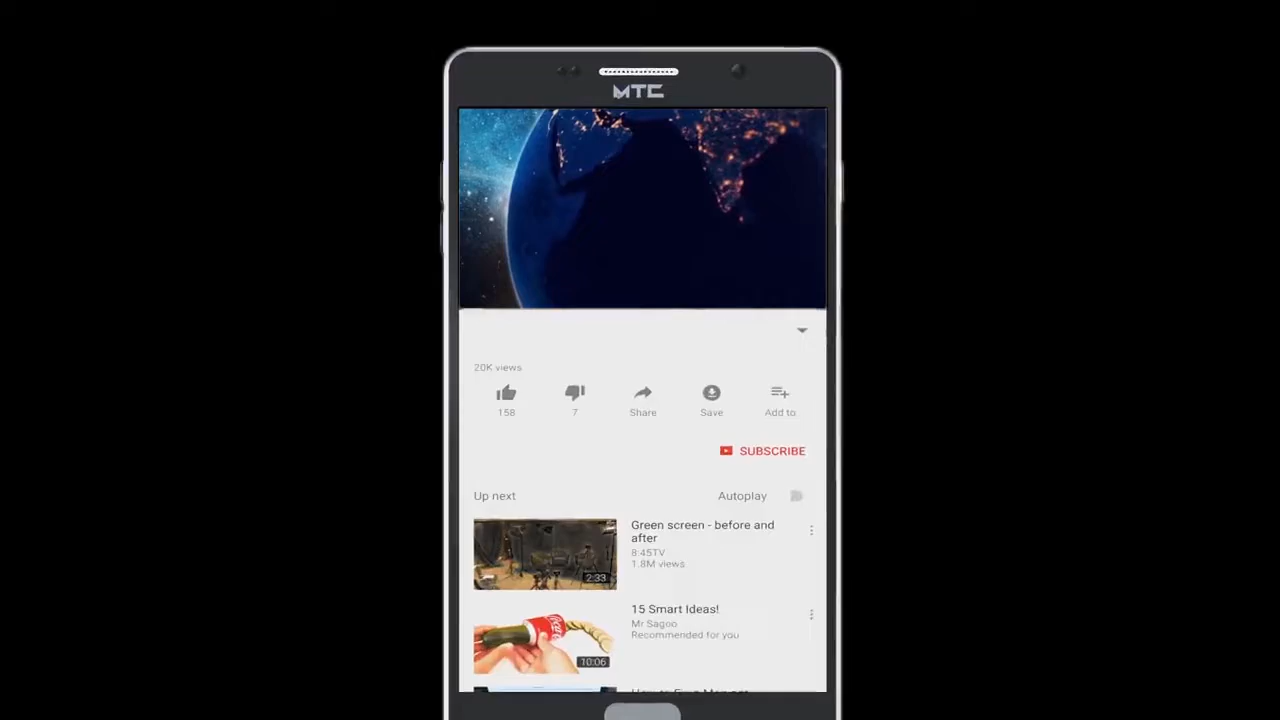 MTC
20K views
158
7
Share
Save
Add to
SUBSCRIBE
Up next
Autoplay
Green screen - before and
after
8:45TV
1.8M views
2:33
15 Smart Ideas!
Mr Sagoo
Recommended for you
10:06